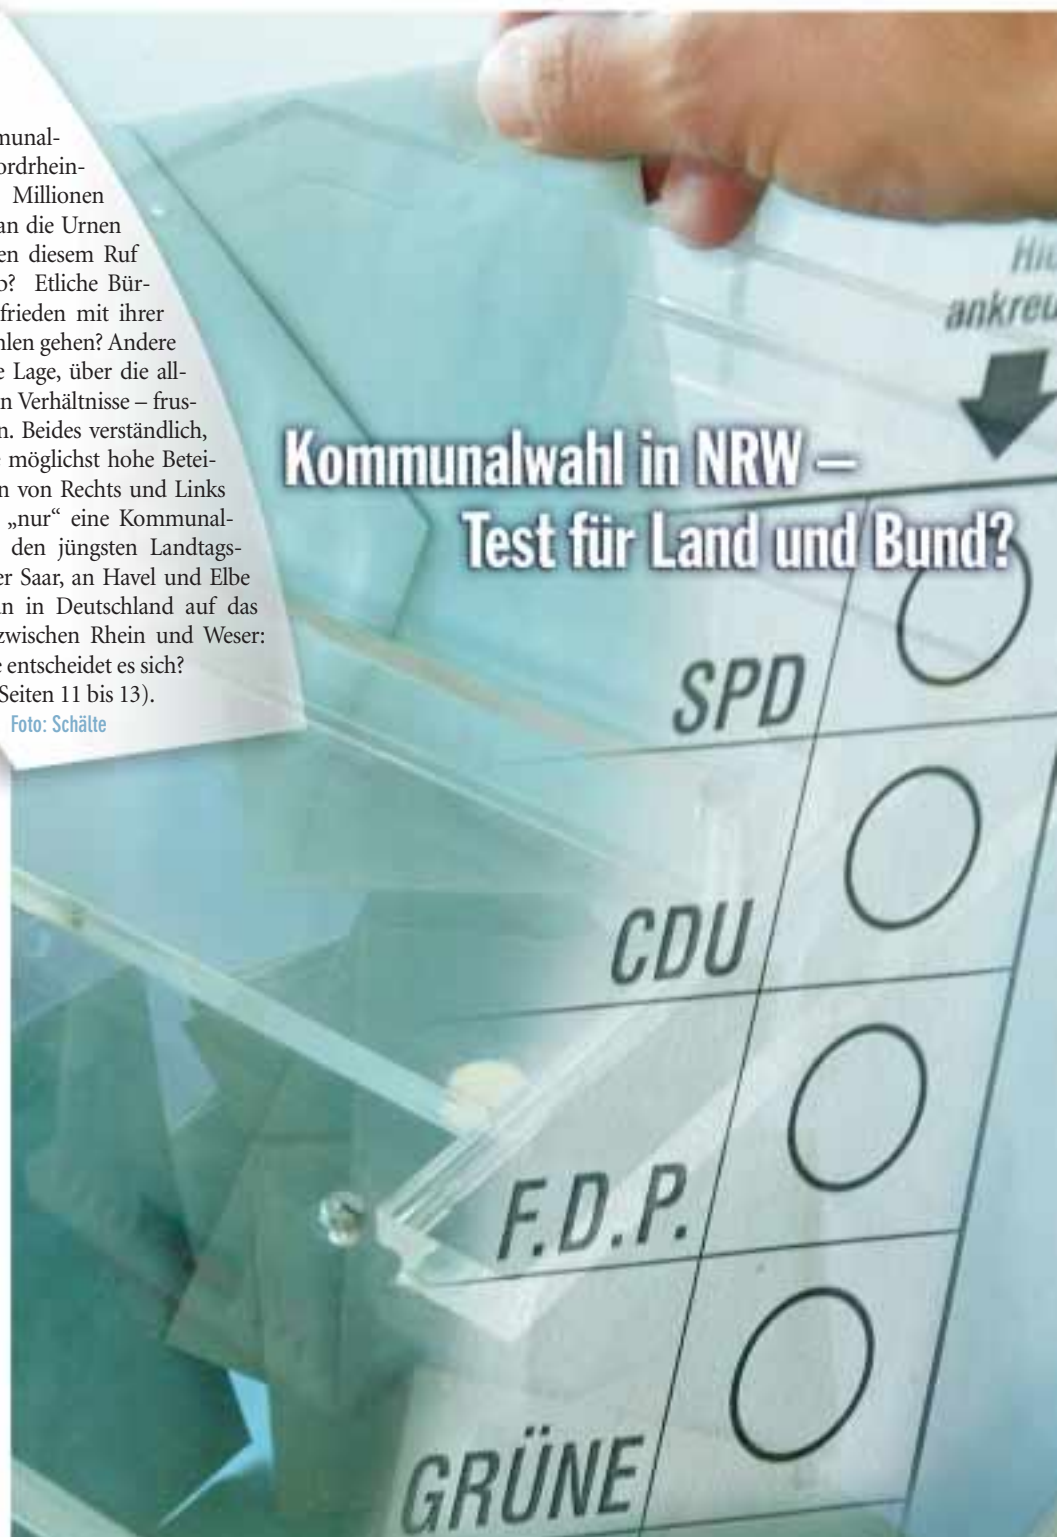 munal-
ordrhein-
Millionen
an die Urnen
en diesem Ruf
b? Etliche Bür-
frieden mit ihrer
hlen gehen? Andere
e Lage, über die all-
n Verhältnisse – frus-
n. Beides verständlich,
e möglichst hohe Betei-
n von Rechts und Links
„nur“ eine Kommunal-
den jüngsten Landtags-
er Saar, an Havel und Elbe
n in Deutschland auf das
zwischen Rhein und Weser:
e entscheidet es sich?
Seiten 11 bis 13).
Foto: Schälte
Hie
ankreu
Kommunalwahl in NRW –
Test für Land und Bund?
SPD
CDU
F.D.P.
GRÜNE